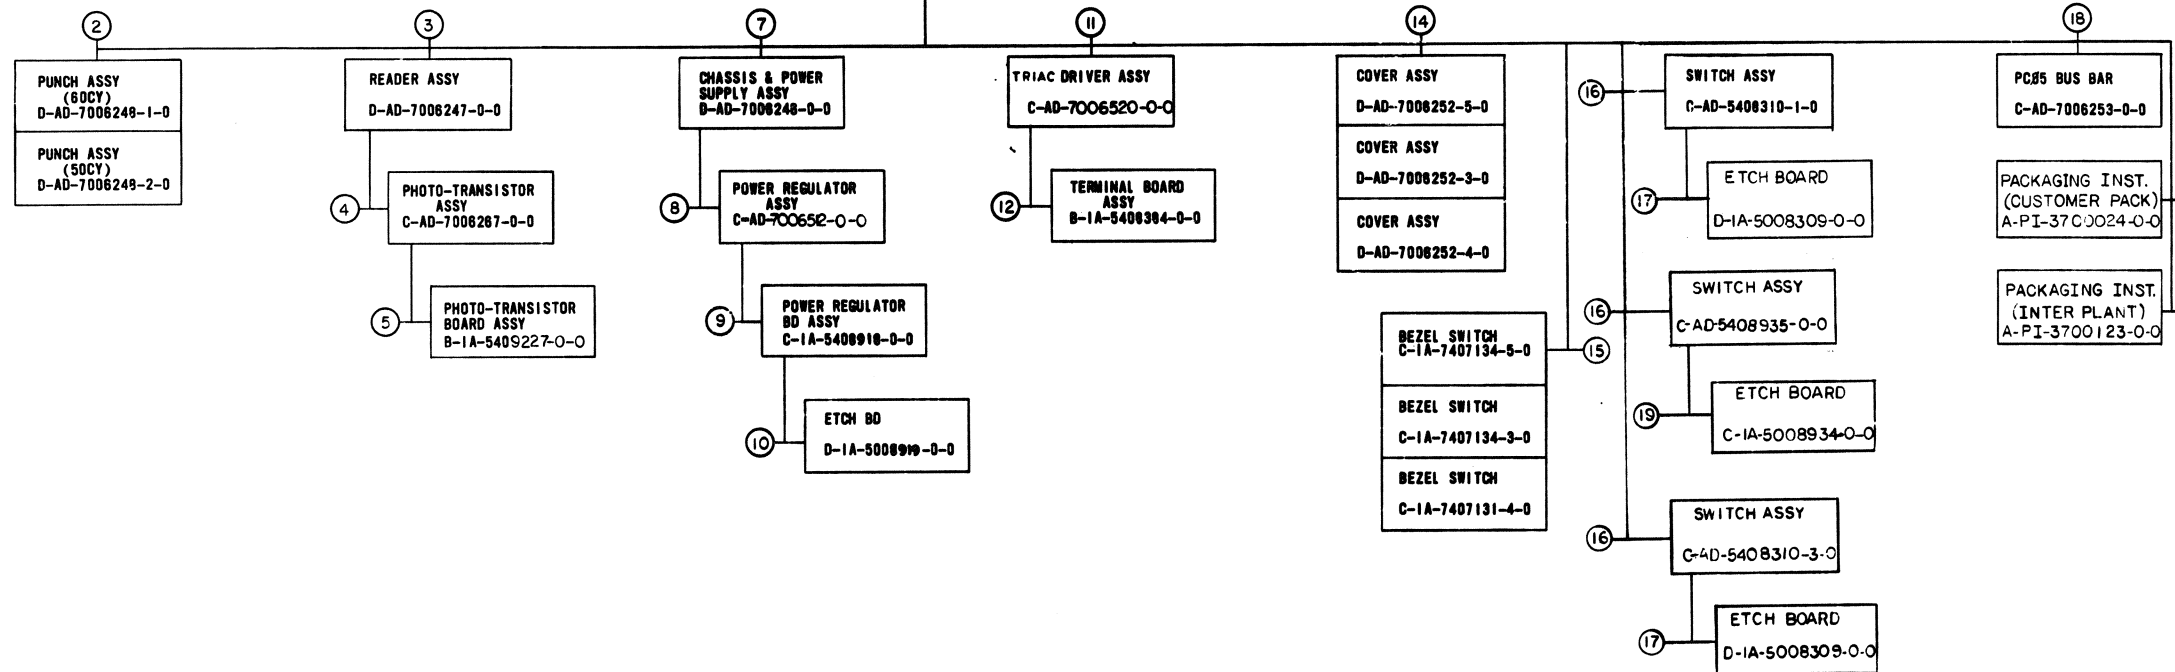 2
PUNCH ASSY
(60CY)
D-AD-7006248-1-0
PUNCH ASSY
(50CY)
D-AD-7006248-2-0
3
READER ASSY
D-AD-7006247-0-0
4
PHOTO-TRANSISTOR
ASSY
C-AD-7006267-0-0
5
PHOTO-TRANSISTOR
BOARD ASSY
B-IA-5409227-0-0
7
CHASSIS & POWER
SUPPLY ASSY
D-AD-7006248-0-0
8
POWER REGULATOR
ASSY
C-AD-7006512-0-0
9
POWER REGULATOR
BD ASSY
C-IA-5408918-0-0
10
ETCH BD
D-IA-5008919-0-0
11
TRIAC DRIVER ASSY
C-AD-7006520-0-0
12
TERMINAL BOARD
ASSY
B-IA-5408364-0-0
14
COVER ASSY
D-AD-7006252-5-0
COVER ASSY
D-AD-7006252-3-0
COVER ASSY
D-AD-7006252-4-0
BEZEL SWITCH
C-IA-7407134-5-0
15
BEZEL SWITCH
C-IA-7407134-3-0
BEZEL SWITCH
C-IA-7407131-4-0
16
SWITCH ASSY
C-AD-5408310-1-0
17
ETCH BOARD
D-IA-5008309-0-0
16
SWITCH ASSY
C-AD-5408935-0-0
19
ETCH BOARD
C-IA-5008934-0-0
16
SWITCH ASSY
C-AD-5408310-3-0
17
ETCH BOARD
D-IA-5008309-0-0
18
PCØ5 BUS BAR
C-AD-7006253-0-0
PACKAGING INST.
(CUSTOMER PACK)
A-PI-3700024-0-0
PACKAGING INST.
(INTER PLANT)
A-PI-3700123-0-0